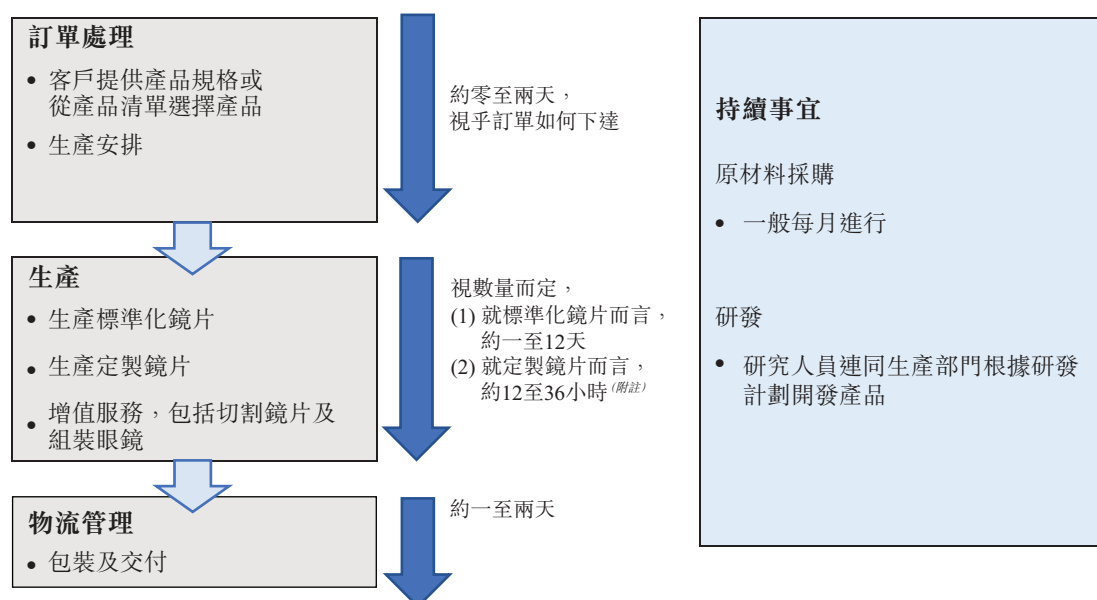 訂單處理
• 客戶提供產品規格或
從產品清單選擇產品
• 生產安排
約零至兩天，
視乎訂單如何下達
生產
• 生產標準化鏡片
• 生產定製鏡片
• 增值服務，包括切割鏡片及
組裝眼鏡
視數量而定，
(1) 就標準化鏡片而言，
約一至12天
(2) 就定製鏡片而言，
約12至36小時(附註)
物流管理
• 包裝及交付
約一至兩天
持續事宜
原材料採購
• 一般每月進行
研發
• 研究人員連同生產部門根據研發
計劃開發產品